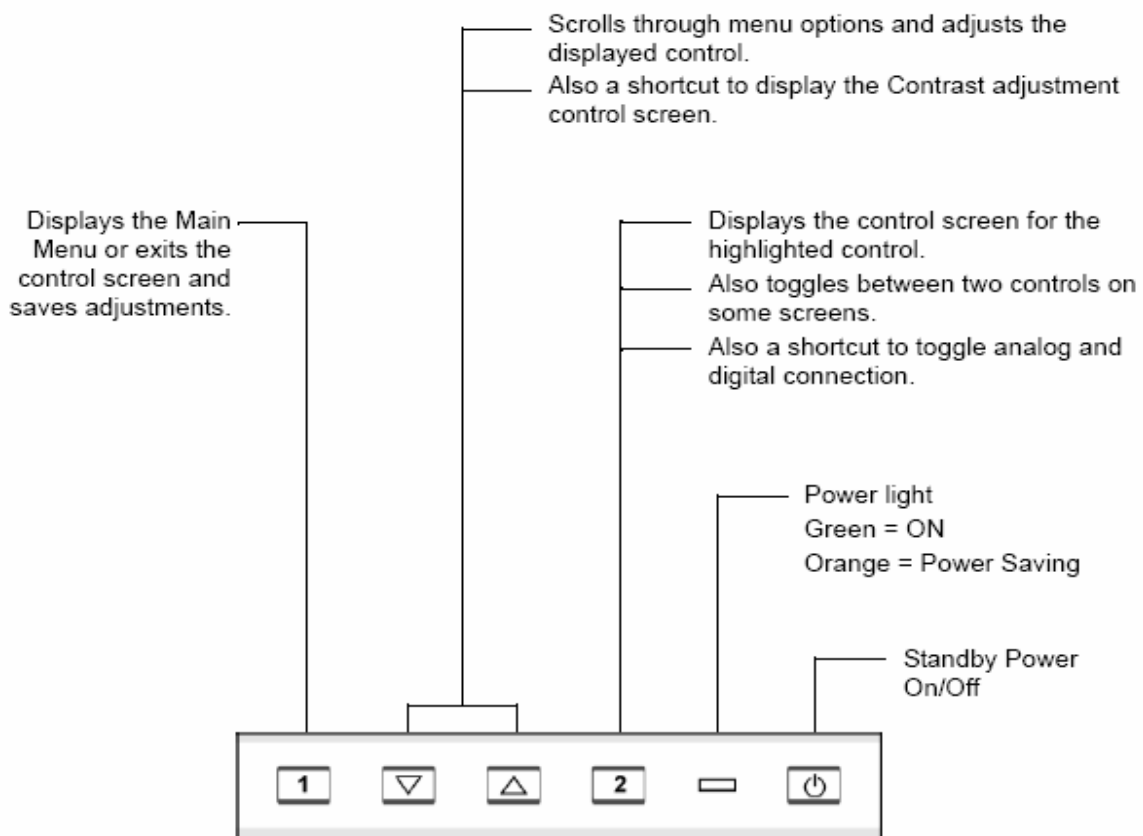 Scrolls through menu options and adjusts the
displayed control.
Also a shortcut to display the Contrast adjustment
control screen.
Displays the Main
Menu or exits the
control screen and
saves adjustments.
Displays the control screen for the
highlighted control.
Also toggles between two controls on
some screens.
Also a shortcut to toggle analog and
digital connection.
Power light
Green = ON
Orange = Power Saving
Standby Power
On/Off
1
2